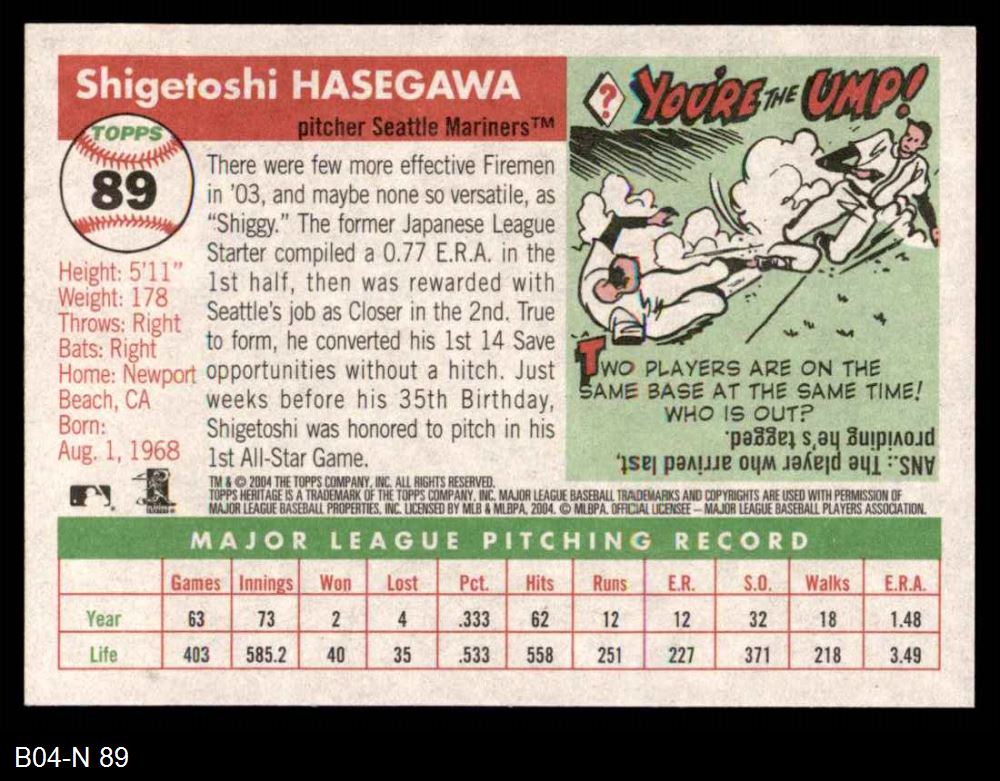 Shigetoshi HASEGAWA
pitcher Seattle Mariners™
TOPPS
89
Height: 5'11"
Weight: 178
Throws: Right
Bats: Right
Home: Newport
Beach, CA
Born:
Aug. 1, 1968
There were few more effective Firemen
in '03, and maybe none so versatile, as
“Shiggy.” The former Japanese League
Starter compiled a 0.77 E.R.A. in the
1st half, then was rewarded with
Seattle's job as Closer in the 2nd. True
to form, he converted his 1st 14 Save
opportunities without a hitch. Just
weeks before his 35th Birthday,
Shigetoshi was honored to pitch in his
1st All-Star Game.
? YOU'RE THE UMP!
TWO PLAYERS ARE ON THE
SAME BASE AT THE SAME TIME!
WHO IS OUT?
ANS.: The player who arrived last,
providing he's tagged.
TM & © 2004 THE TOPPS COMPANY, INC. ALL RIGHTS RESERVED.
TOPPS HERITAGE IS A TRADEMARK OF THE TOPPS COMPANY, INC. MAJOR LEAGUE BASEBALL TRADEMARKS AND COPYRIGHTS ARE USED WITH PERMISSION OF
MAJOR LEAGUE BASEBALL PROPERTIES, INC. LICENSED BY MLB & MLBPA, 2004. © MLBPA. OFFICIAL LICENSEE – MAJOR LEAGUE BASEBALL PLAYERS ASSOCIATION.
MAJOR LEAGUE PITCHING RECORD
Games Innings Won Lost Pct. Hits Runs E.R. S.O. Walks E.R.A.
Year 63 73 2 4 .333 62 12 12 32 18 1.48
Life 403 585.2 40 35 .533 558 251 227 371 218 3.49
B04-N 89